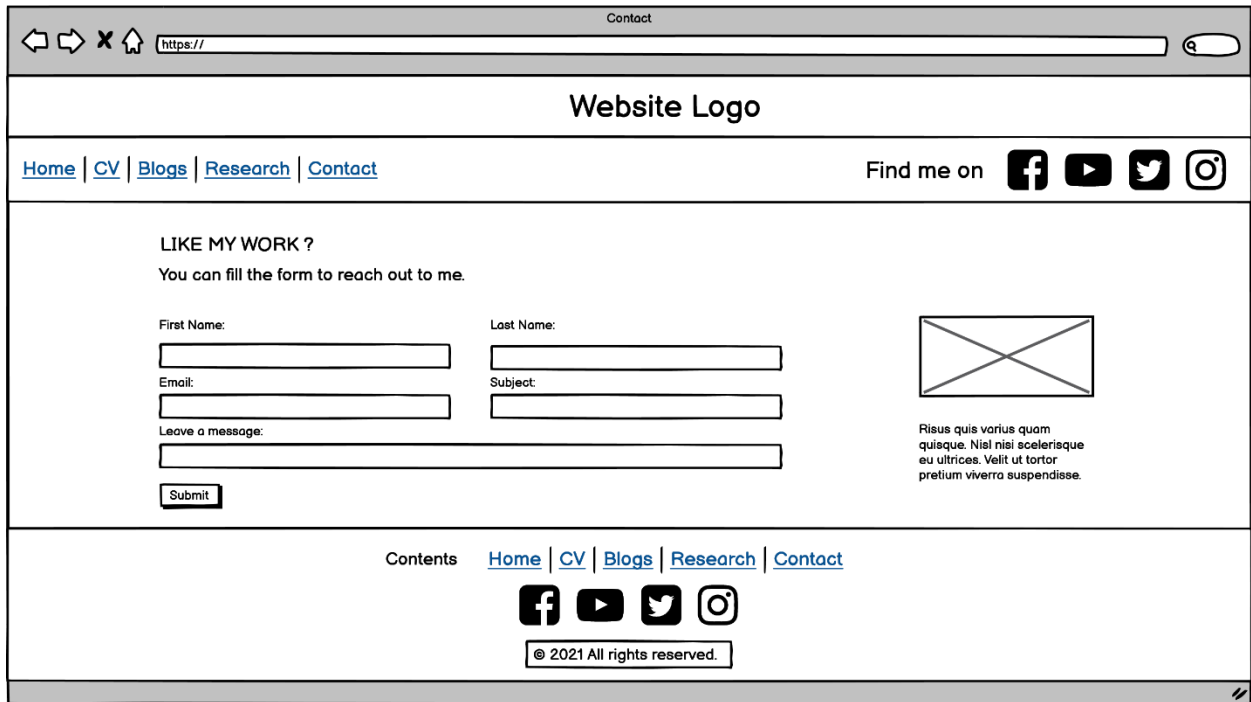 Contact
https://
Website Logo
Home | CV | Blogs | Research | Contact
Find me on
LIKE MY WORK ?
You can fill the form to reach out to me.
First Name:
Last Name:
Email:
Subject:
Leave a message:
Submit
Risus quis varius quam
quisque. Nisl nisi scelerisque
eu ultrices. Velit ut tortor
pretium viverra suspendisse.
Contents
Home | CV | Blogs | Research | Contact
© 2021 All rights reserved.